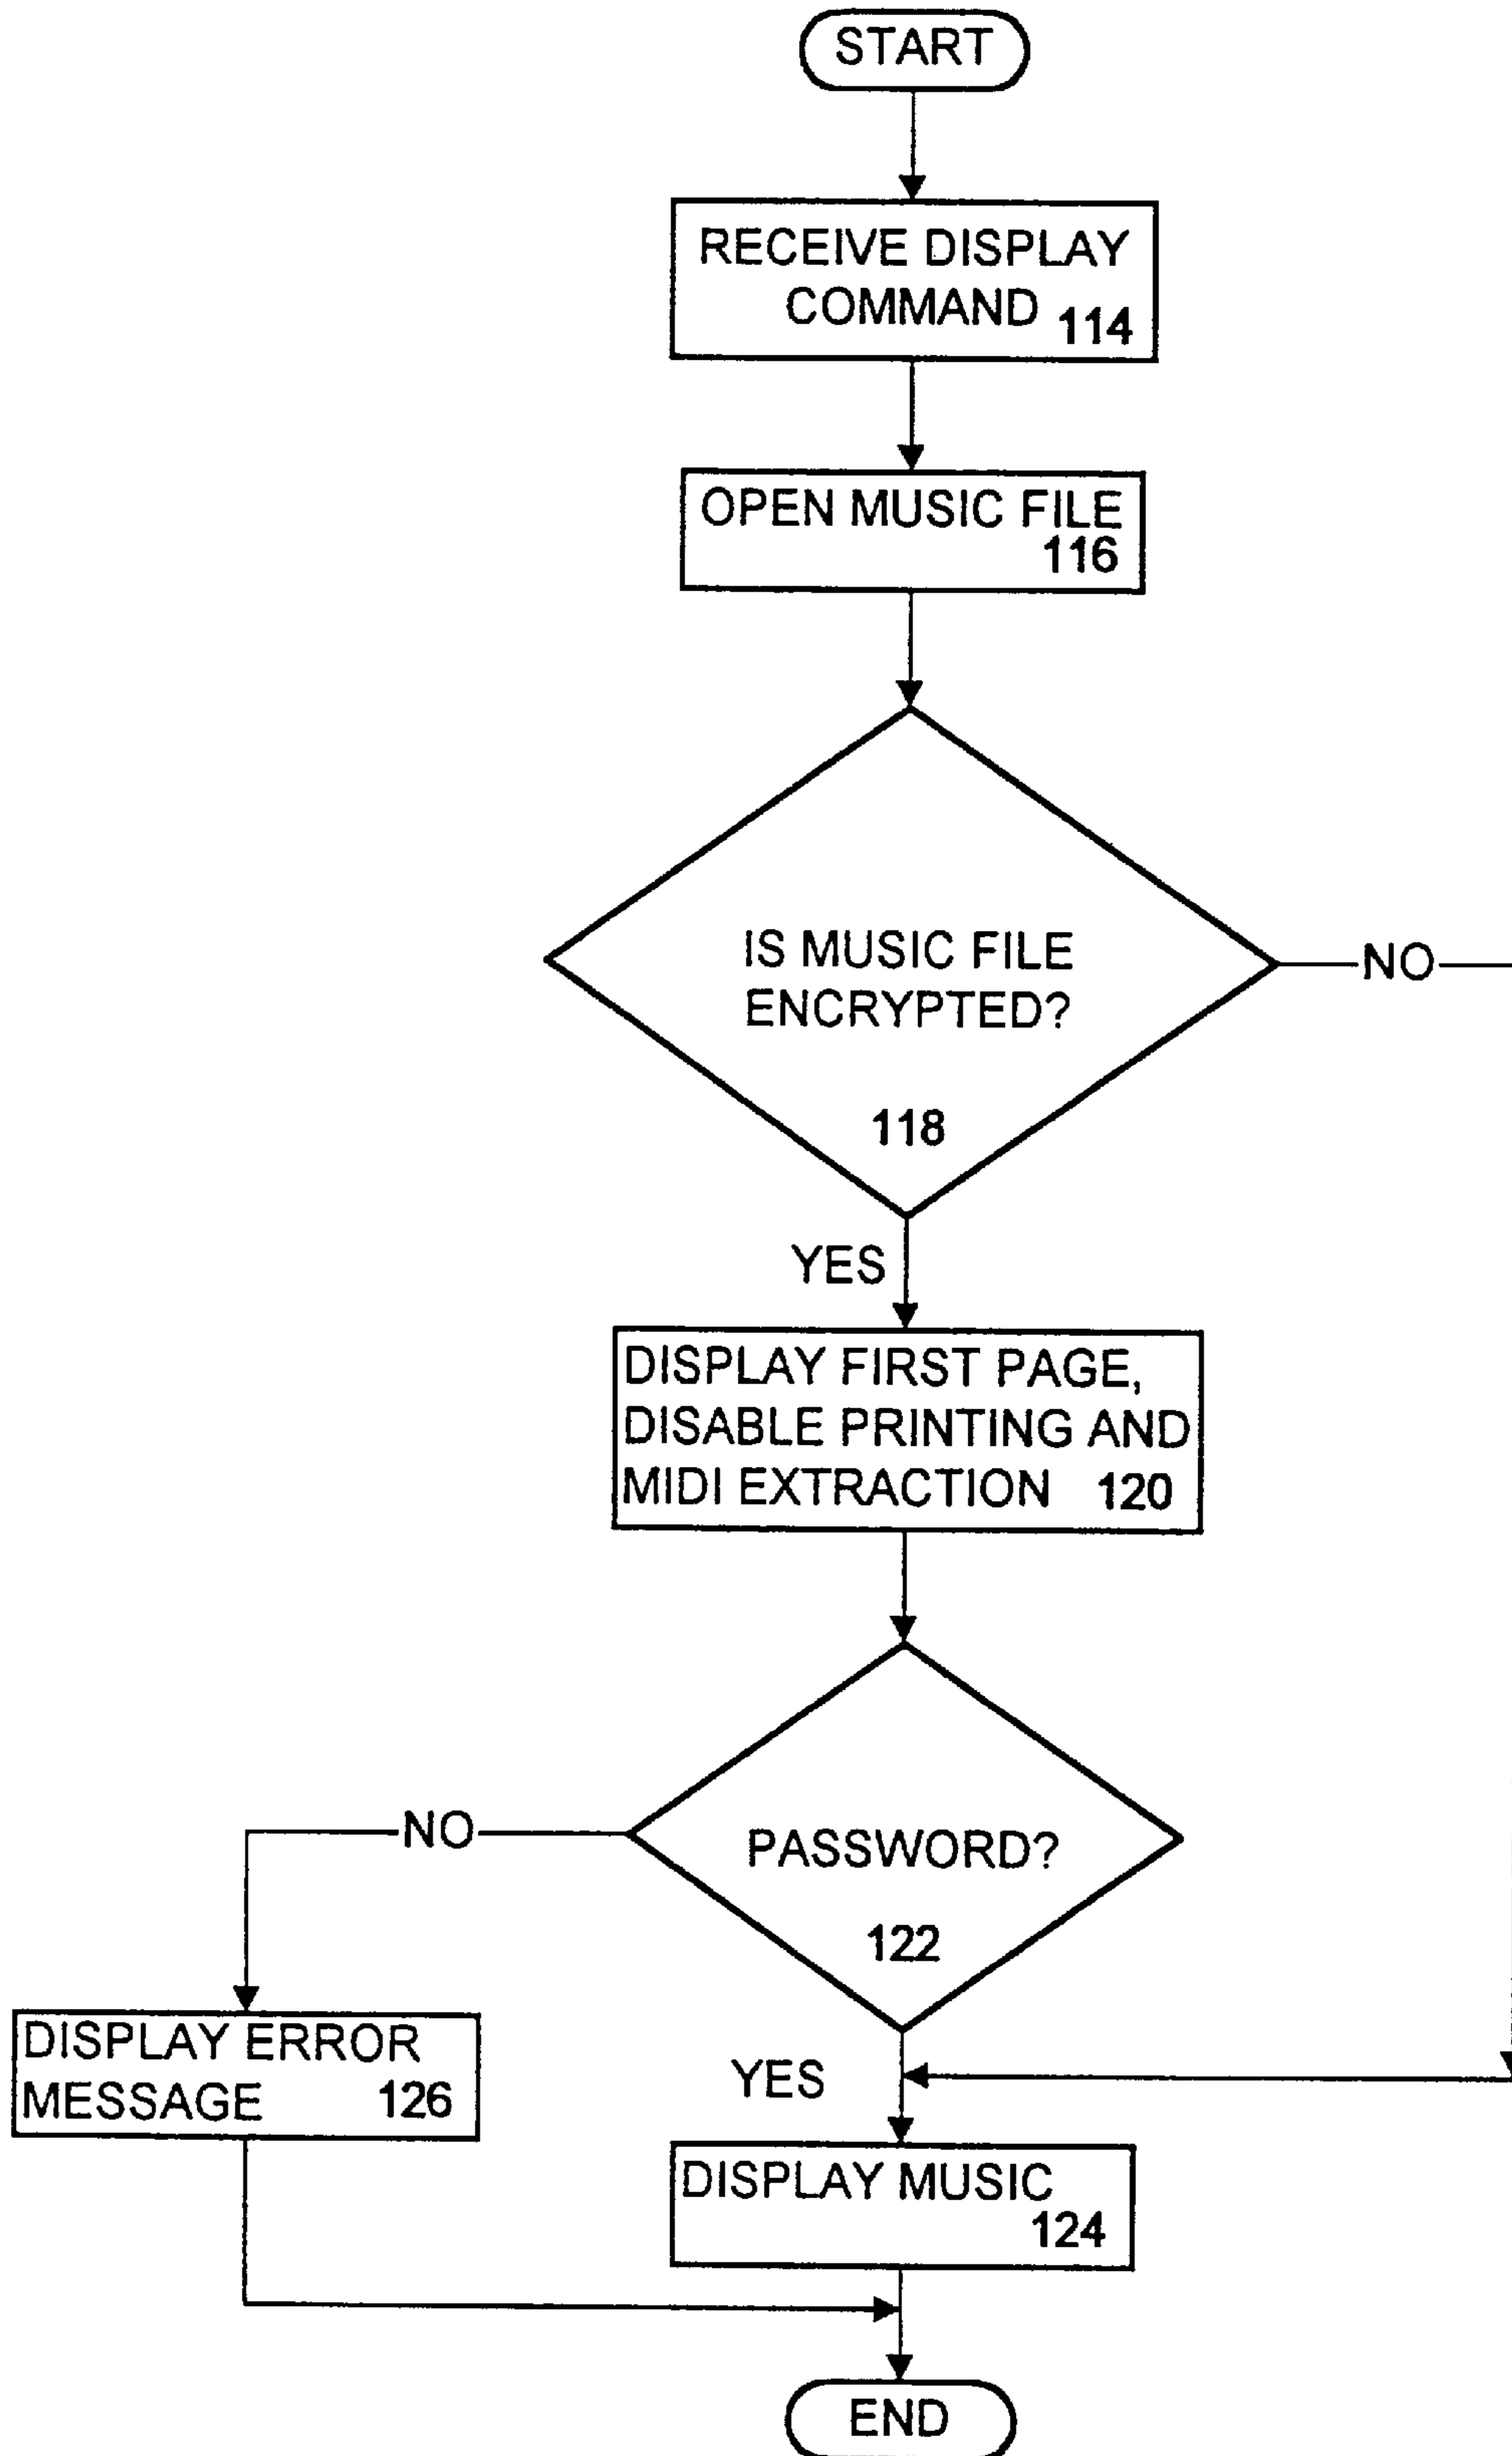 START
RECEIVE DISPLAY
COMMAND 114
OPEN MUSIC FILE
116
IS MUSIC FILE
ENCRYPTED?
118
NO
YES
DISPLAY FIRST PAGE,
DISABLE PRINTING AND
MIDI EXTRACTION 120
PASSWORD?
122
NO
YES
DISPLAY ERROR
MESSAGE 126
DISPLAY MUSIC
124
END